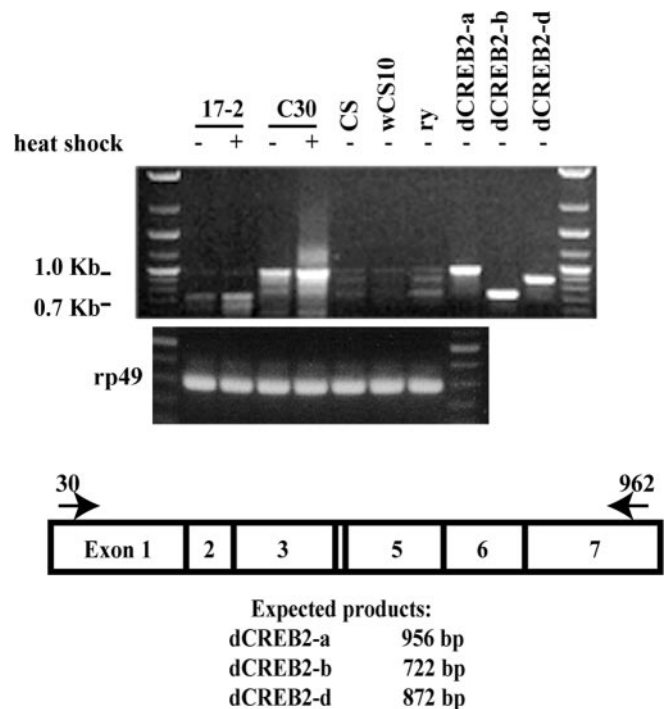 17-2 C30 CS wCS10 ry dCREB2-a dCREB2-b dCREB2-d
heat shock - + - + - - - - - -
1.0 Kb-
0.7 Kb-
rp49
30 962
Exon 1 2 3 5 6 7
Expected products:
dCREB2-a 956 bp
dCREB2-b 722 bp
dCREB2-d 872 bp